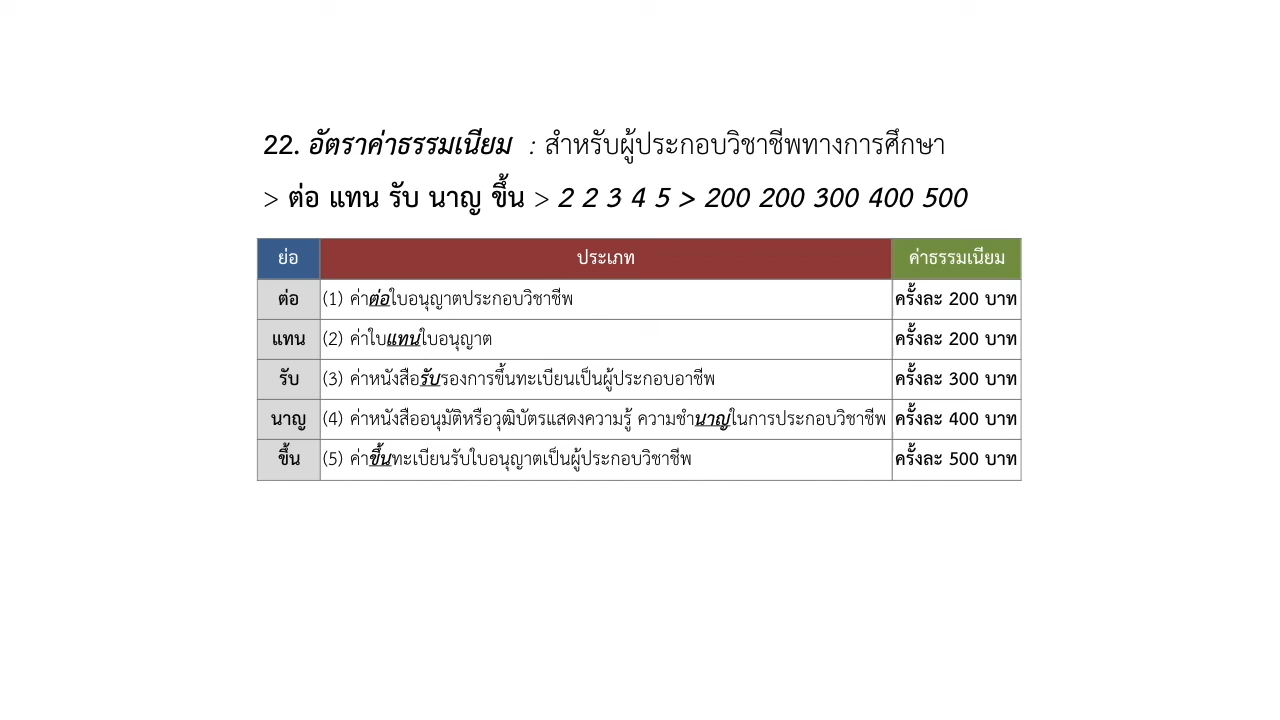 22. อัตราค่าธรรมเนียม : สำหรับผู้ประกอบวิชาชีพทางการศึกษา
> ต่อ แทน รับ นาญ ขึ้น > 2 2 3 4 5 > 200 200 300 400 500
ย่อ ประเภท ค่าธรรมเนียม
ต่อ (1) ค่าต่อใบอนุญาตประกอบวิชาชีพ ครั้งละ 200 บาท
แทน (2) ค่าใบแทนใบอนุญาต ครั้งละ 200 บาท
รับ (3) ค่าหนังสือรับรองการขึ้นทะเบียนเป็นผู้ประกอบอาชีพ ครั้งละ 300 บาท
นาญ (4) ค่าหนังสืออนุมัติหรือวุฒิบัตรแสดงความรู้ ความชำนาญในการประกอบวิชาชีพ ครั้งละ 400 บาท
ขึ้น (5) ค่าขึ้นทะเบียนรับใบอนุญาตเป็นผู้ประกอบวิชาชีพ ครั้งละ 500 บาท